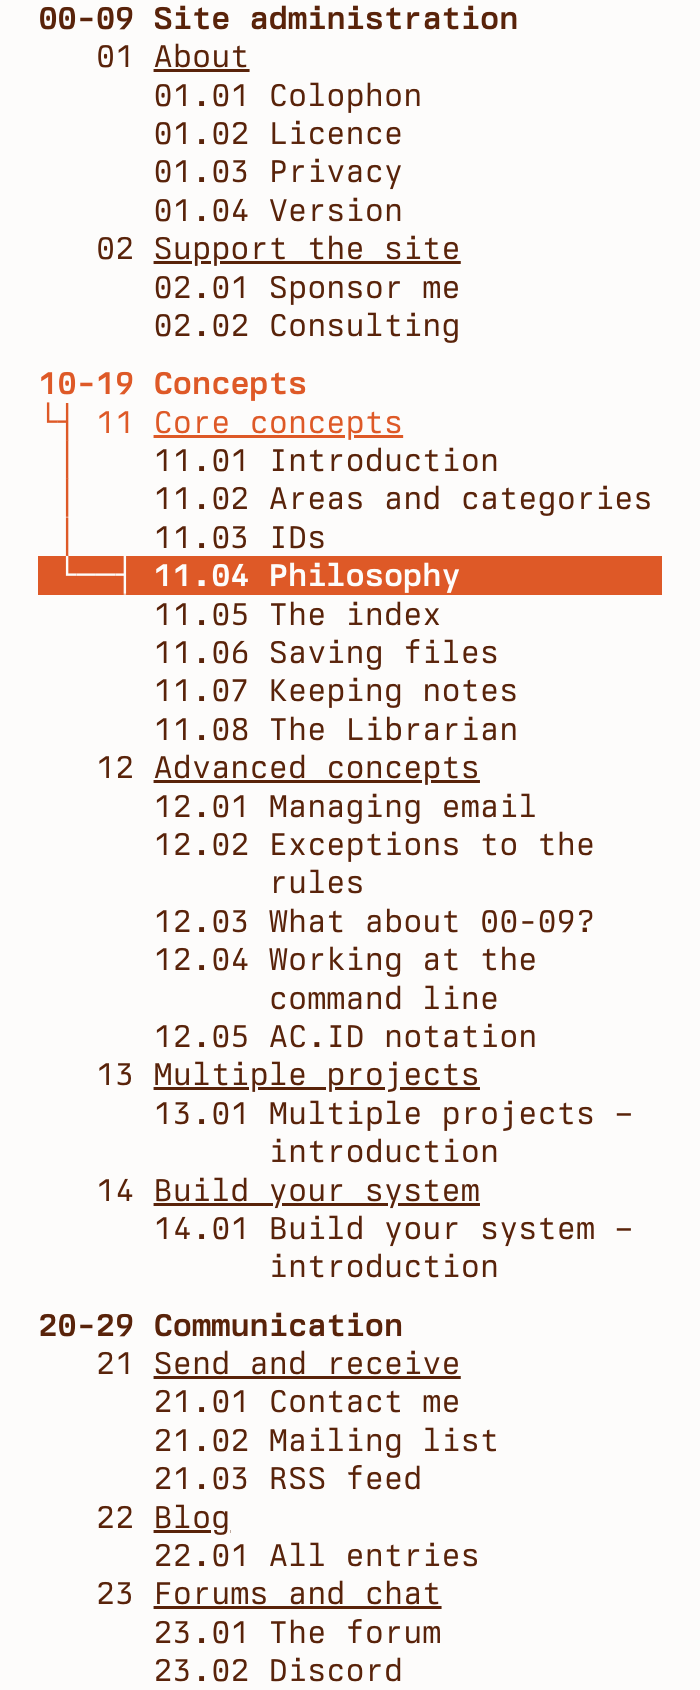 00-09 Site administration
01 About
01.01 Colophon
01.02 Licence
01.03 Privacy
01.04 Version
02 Support the site
02.01 Sponsor me
02.02 Consulting
10-19 Concepts
11 Core concepts
11.01 Introduction
11.02 Areas and categories
11.03 IDs
11.04 Philosophy
11.05 The index
11.06 Saving files
11.07 Keeping notes
11.08 The Librarian
12 Advanced concepts
12.01 Managing email
12.02 Exceptions to the
rules
12.03 What about 00-09?
12.04 Working at the
command line
12.05 AC.ID notation
13 Multiple projects
13.01 Multiple projects –
introduction
14 Build your system
14.01 Build your system –
introduction
20-29 Communication
21 Send and receive
21.01 Contact me
21.02 Mailing list
21.03 RSS feed
22 Blog
22.01 All entries
23 Forums and chat
23.01 The forum
23.02 Discord